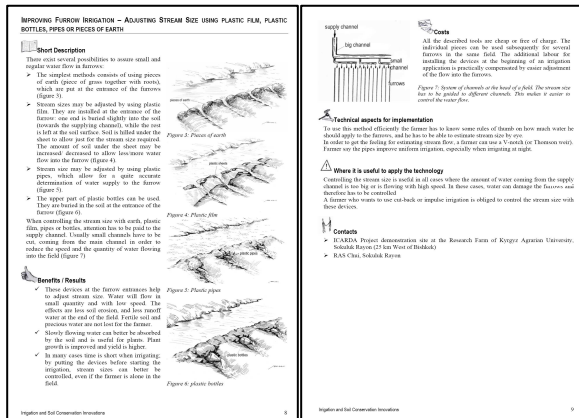 IMPROVING FURROW IRRIGATION – ADJUSTING STREAM SIZE USING PLASTIC FILM, PLASTIC
BOTTLES, PIPES OR PIECES OF EARTH
Short Description
There exist several possibilities to assure small and
regular water flow in furrows:
➢ The simplest methods consists of using pieces
of earth (piece of grass together with roots),
which are put at the entrance of the furrows
(figure 3).
➢ Stream sizes may be adjusted by using plastic
film. They are installed at the entrance of the
furrow: one end is buried slightly into the soil
(towards the supplying channel), while the rest
is left at the soil surface. Soil is hilled under the
sheet to allow just for the stream size required.
The amount of soil under the sheet may be
increased/ decreased to allow less/more water
flow into the furrow (figure 4).
➢ Stream size may be adjusted by using plastic
pipes, which allow for a quite accurate
determination of water supply to the furrow
(figure 5).
➢ The upper part of plastic bottles can be used.
They are buried in the soil at the entrance of the
furrow (figure 6).
When controlling the stream size with earth, plastic
film, pipes or bottles, attention has to be paid to the
supply channel. Usually small channels have to be
cut, coming from the main channel in order to
reduce the speed and the quantity of water flowing
into the field (figure 7)
Benefits / Results
✓ These devices at the furrow entrances help
to adjust stream size. Water will flow in
small quantity and with low speed. The
effects are less soil erosion, and less runoff
water at the end of the field. Fertile soil and
precious water are not lost for the farmer.
✓ Slowly flowing water can better be absorbed
by the soil and is useful for plants. Plant
growth is improved and yield is higher.
✓ In many cases time is short when irrigating;
by putting the devices before starting the
irrigation, stream sizes can better be
controlled, even if the farmer is alone in the
field.
pieces of earth
Figure 3: Pieces of earth
plastic sheets
Figure 4: Plastic film
plastic pipes
Figure 5: Plastic pipes
plastic bottles
Figure 6: plastic bottles
Irrigation and Soil Conservation Innovations 8
supply channel
big channel
small
channel
furrows
Costs
All the described tools are cheap or free of charge. The
individual pieces can be used subsequently for several
furrows in the same field. The additional labour for
installing the devices at the beginning of an irrigation
application is practically compensated by easier adjustment
of the flow into the furrows.
Figure 7: System of channels at the head of a field. The stream size
has to be guided to different channels. This makes it easier to
control the water flow.
Technical aspects for implementation
To use this method efficiently the farmer has to know some rules of thumb on how much water he
should apply to the furrows, and he has to be able to estimate stream size by eye.
In order to get the feeling for estimating stream flow, a farmer can use a V-notch (or Thomson weir).
Farmer say the pipes improve uniform irrigation, especially when irrigating at night.
Where it is useful to apply the technology
Controlling the stream size is useful in all cases where the amount of water coming from the supply
channel is too big or is flowing with high speed. In these cases, water can damage the furrows and
therefore has to be controlled
A farmer who wants to use cut-back or impulse irrigation is obliged to control the stream size with
these devices.
Contacts
➢ ICARDA Project demonstration site at the Research Farm of Kyrgyz Agrarian University,
Sokuluk Rayon (25 km West of Bishkek)
➢ RAS Chui, Sokuluk Rayon
Irrigation and Soil Conservation Innovations 9